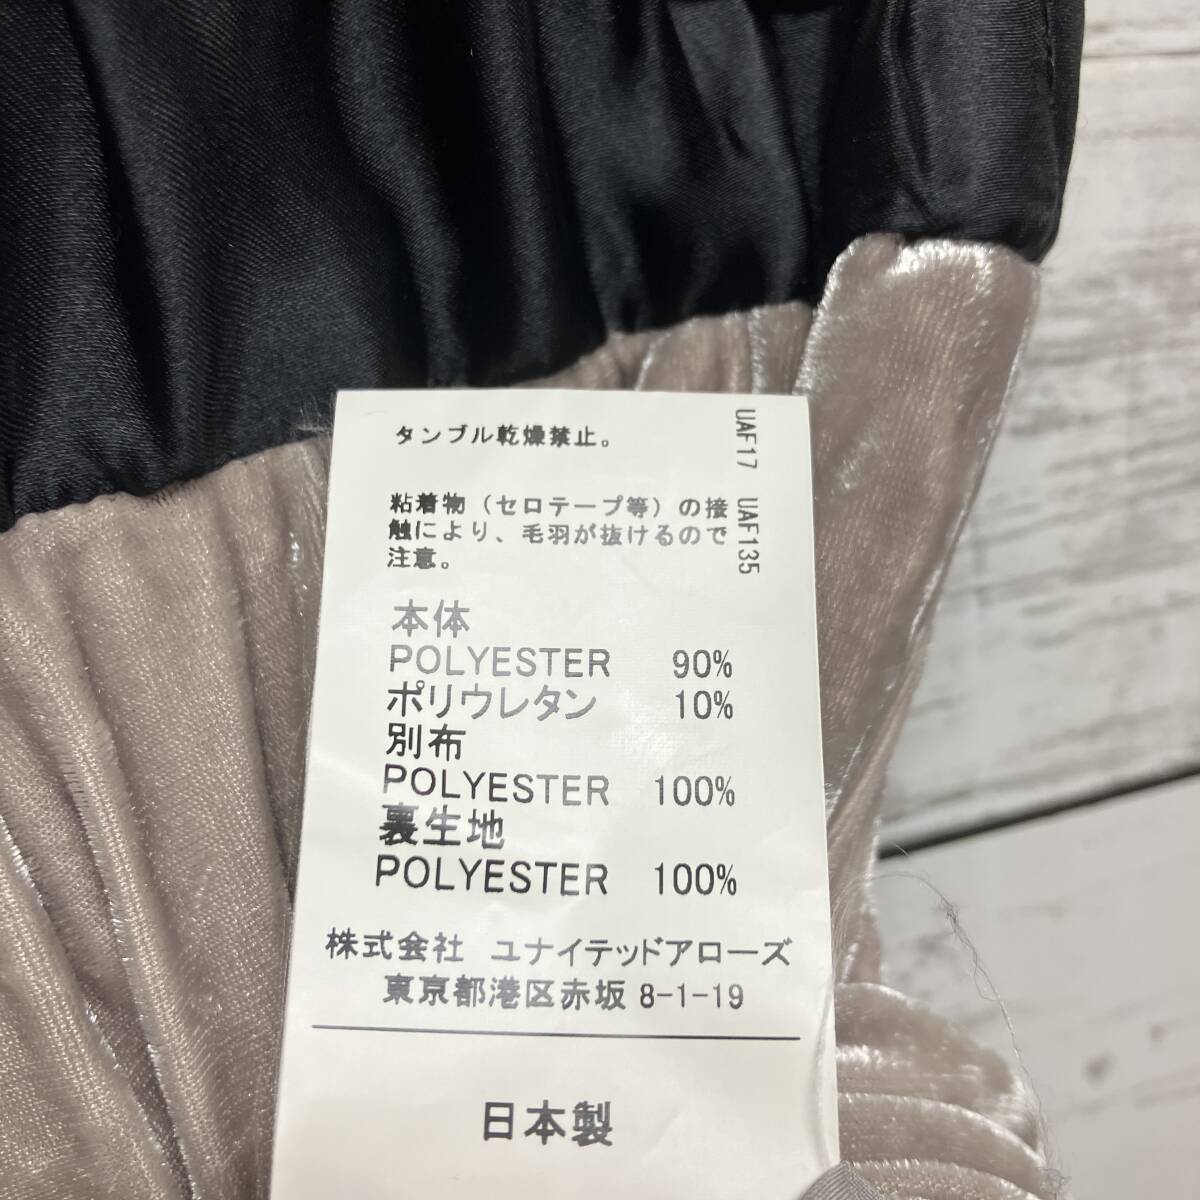 タンブル乾燥禁止。
粘着物（セロテープ等）の接
触により、毛羽が抜けるので
注意。
本体
POLYESTER 90%
ポリウレタン 10%
別布
POLYESTER 100%
裏生地
POLYESTER 100%
株式会社 ユナイテッドアローズ
東京都港区赤坂 8-1-19
日本製
UAF17 UAF135